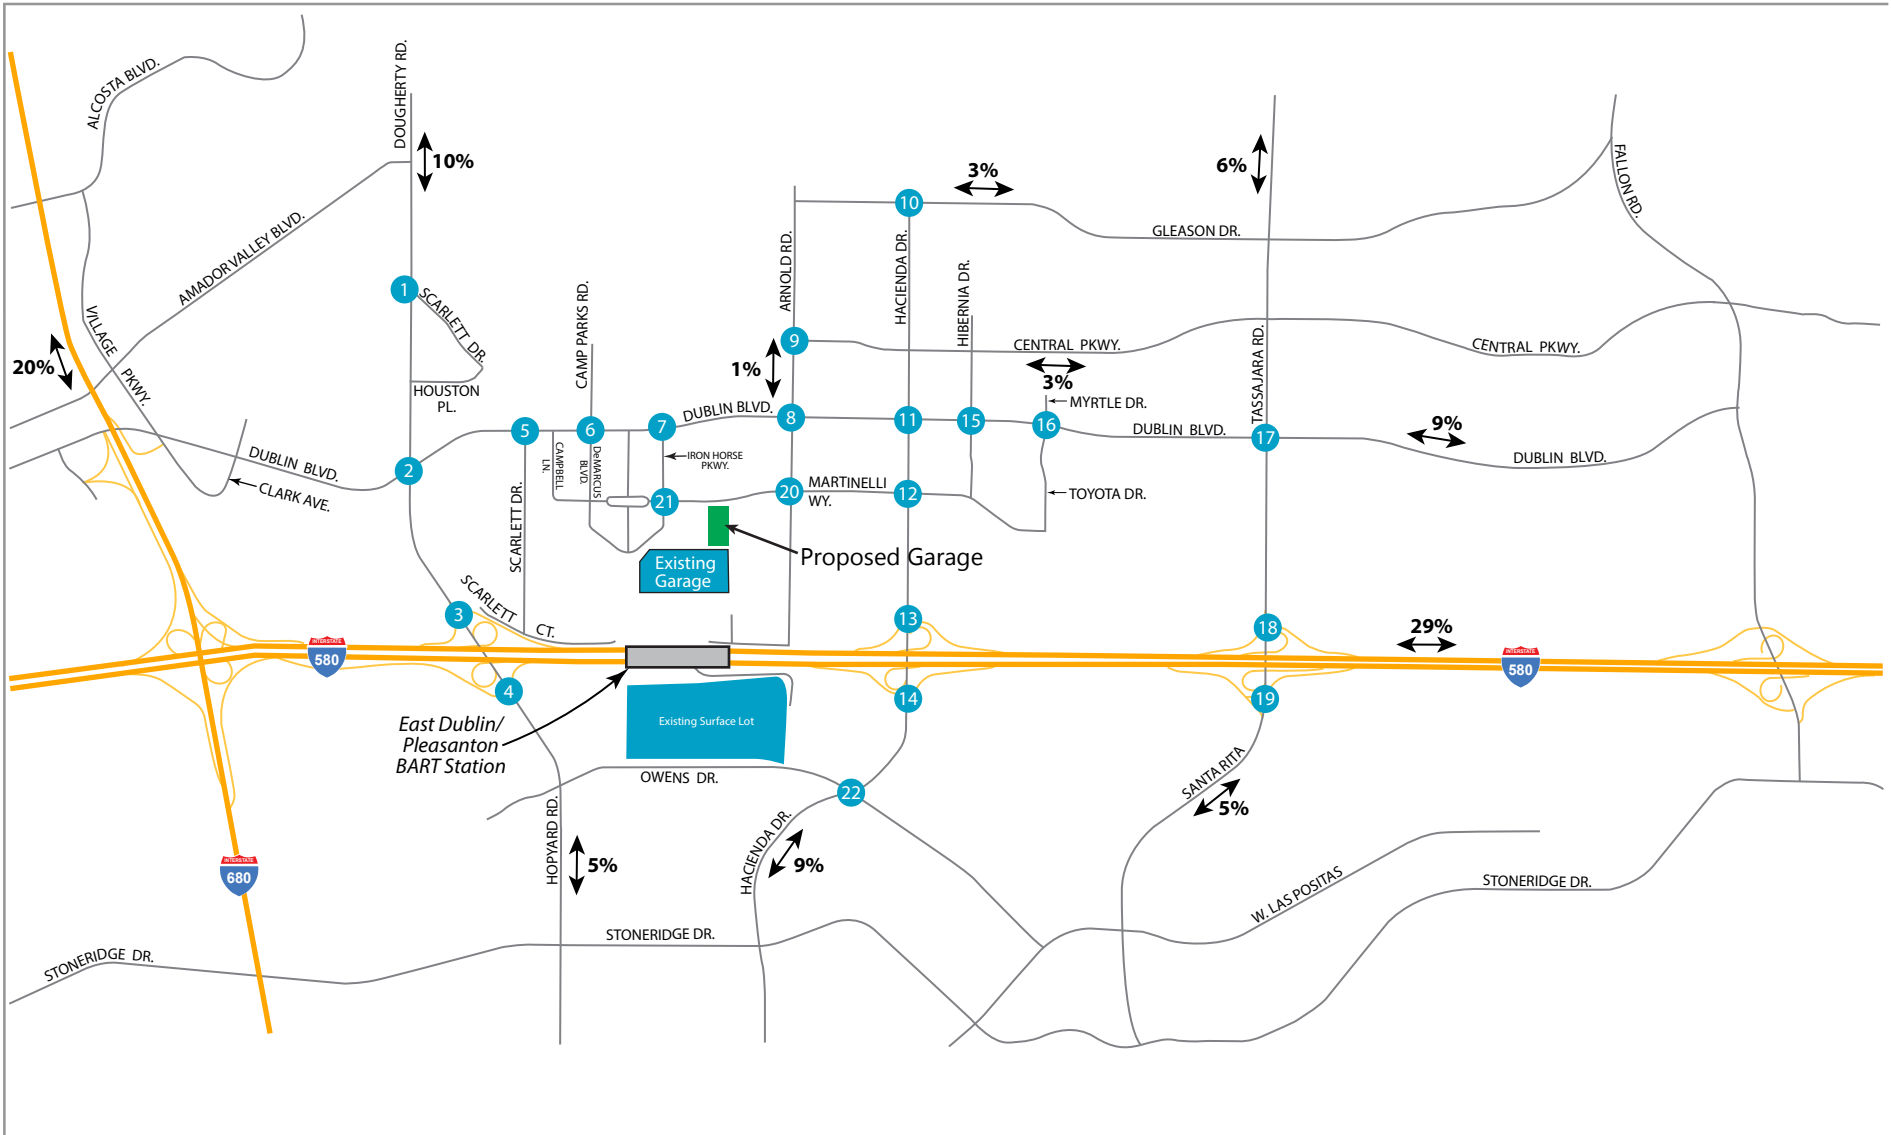 ALCOSTA BLVD.
DOUGHERTY RD.
10%
AMADOR VALLEY BLVD.
VILLAGE
PKWY.
20%
1
SCARLETT DR.
HOUSTON
PL.
DUBLIN BLVD.
CLARK AVE.
2
5
6
7
CAMP PARKS RD.
DUBLIN BLVD.
CAMPBELL
LN.
DeMARCUS
BLVD.
IRON HORSE
PKWY.
SCARLETT DR.
21
20
MARTINELLI
WY.
12
ARNOLD RD.
9
1%
8
HACIENDA DR.
10
3%
GLEASON DR.
6%
FALLON RD.
HIBERNIA DR.
CENTRAL PKWY.
3%
MYRTLE DR.
CENTRAL PKWY.
TASSAJARA RD.
11
15
16
DUBLIN BLVD.
17
9%
DUBLIN BLVD.
TOYOTA DR.
Proposed Garage
Existing
Garage
3
SCARLETT
CT.
13
18
29%
INTERSTATE
580
INTERSTATE
580
4
14
19
East Dublin/
Pleasanton
BART Station
Existing Surface Lot
OWENS DR.
22
HOPYARD RD.
5%
HACIENDA DR.
9%
SANTA RITA
5%
INTERSTATE
680
STONERIDGE DR.
STONERIDGE DR.
W. LAS POSITAS
STONERIDGE DR.